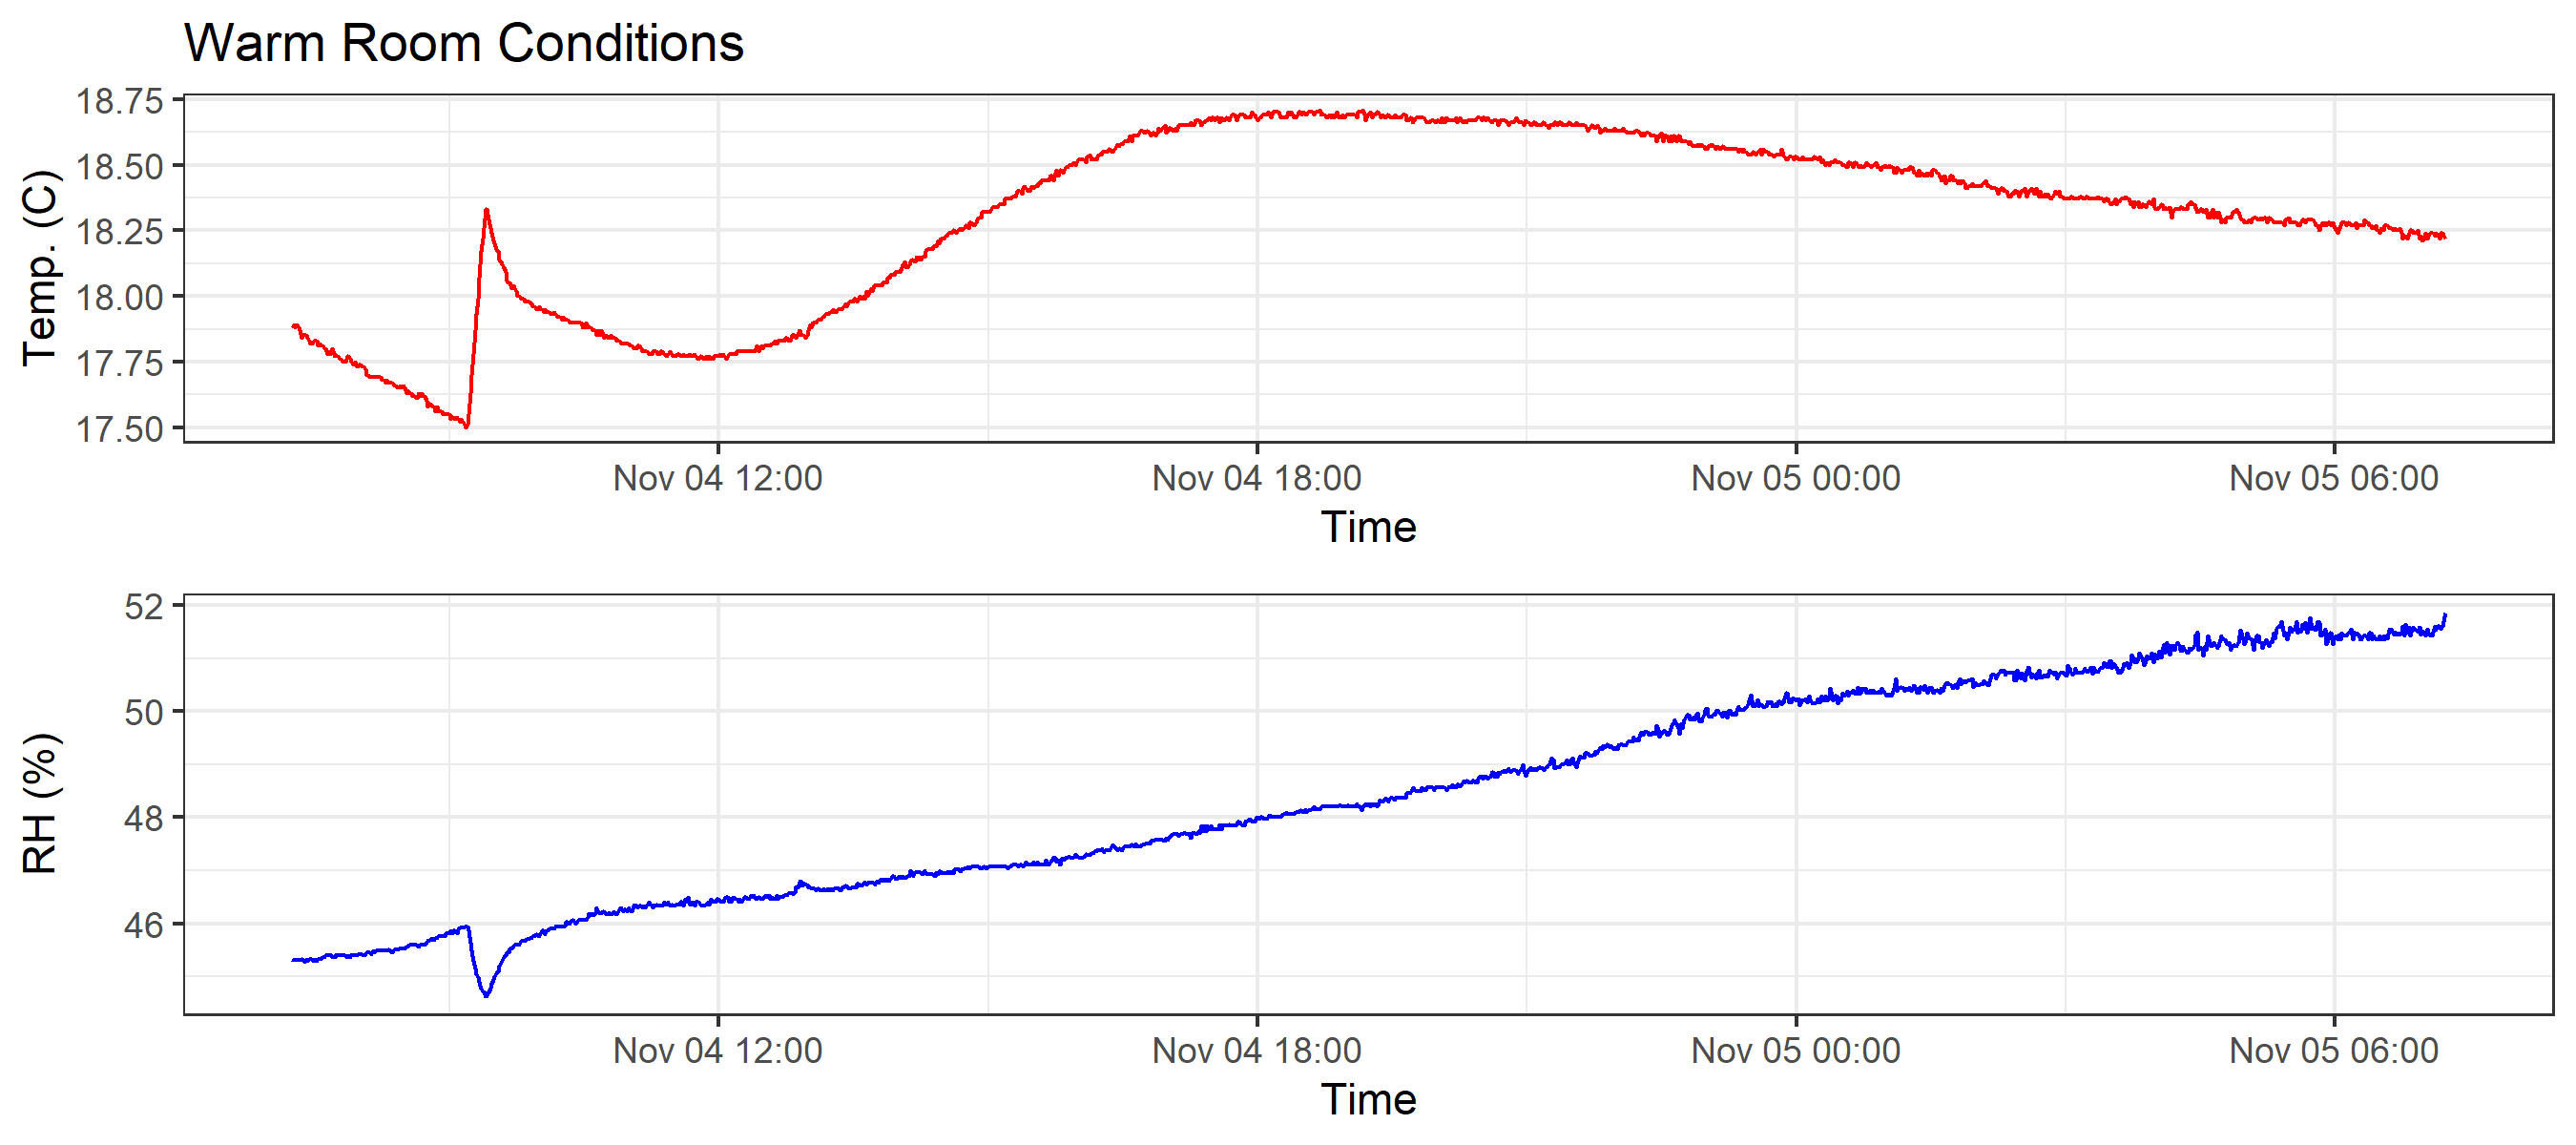 Warm Room Conditions
Temp. (C)
18.75
18.50
18.25
18.00
17.75
17.50
Nov 04 12:00 Nov 04 18:00 Nov 05 00:00 Nov 05 06:00
Time
RH (%)
52
50
48
46
Nov 04 12:00 Nov 04 18:00 Nov 05 00:00 Nov 05 06:00
Time